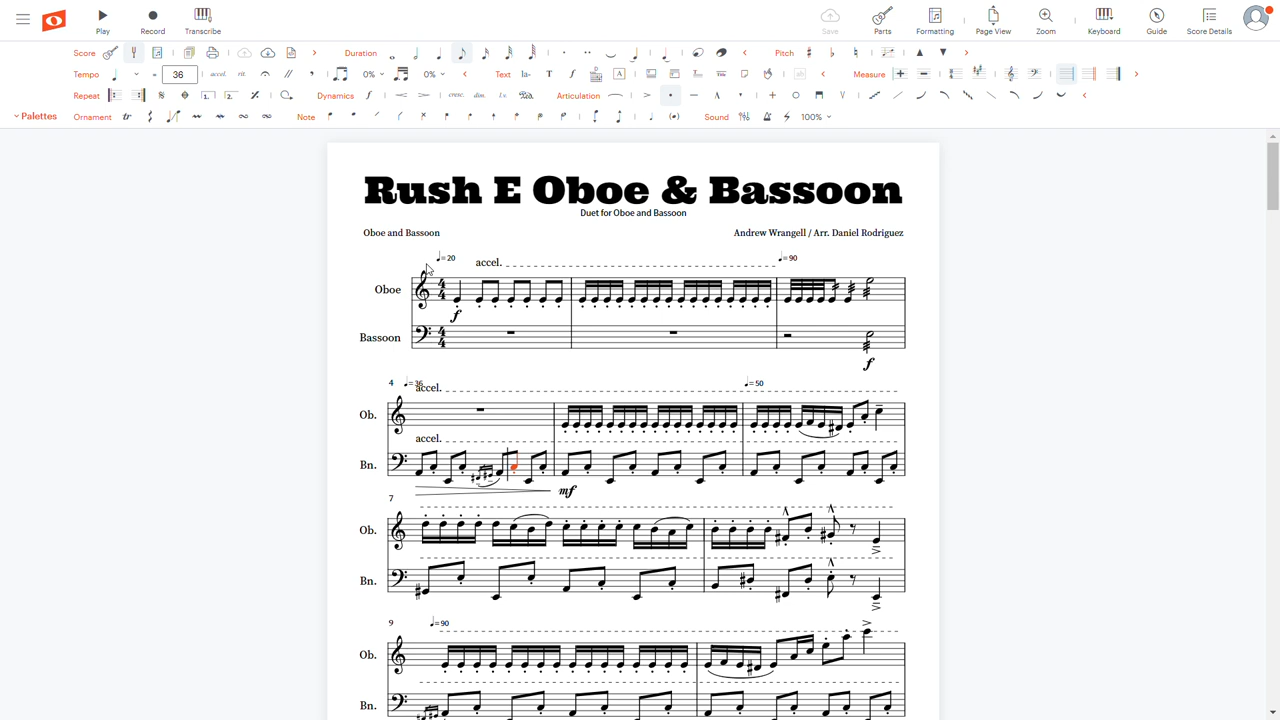 Play Record Transcribe Save Parts Formatting Page View Zoom Keyboard Guide Score Details
Score Duration Pitch
Tempo = 36 accel. rit. 0% 0% Text Measure
Repeat 1. 2. Dynamics f cresc. dim. Articulation
Palettes Ornament tr Note Sound 100%
Rush E Oboe & Bassoon
Duet for Oboe and Bassoon
Oboe and Bassoon Andrew Wrangell / Arr. Daniel Rodriguez
=20 accel. =90
Oboe
f
Bassoon
f
4 =36 accel. =50
Ob.
accel.
Bn.
mf
7
Ob.
Bn.
9 =90
Ob.
Bn.